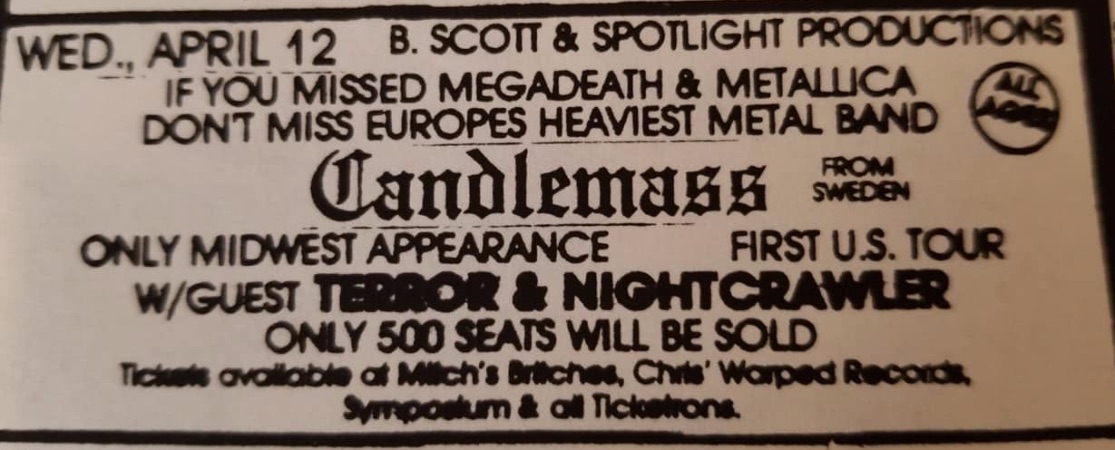 WED., APRIL 12 B. SCOTT & SPOTLIGHT PRODUCTIONS
IF YOU MISSED MEGADEATH & METALLICA
DON'T MISS EUROPES HEAVIEST METAL BAND
ALL
AGES
Candlemass
FROM
SWEDEN
ONLY MIDWEST APPEARANCE FIRST U.S. TOUR
W/GUEST TERROR & NIGHTCRAWLER
ONLY 500 SEATS WILL BE SOLD
Tickets available at Mitch's Britches, Chris' Warped Records,
Symposium & all Ticketrons.